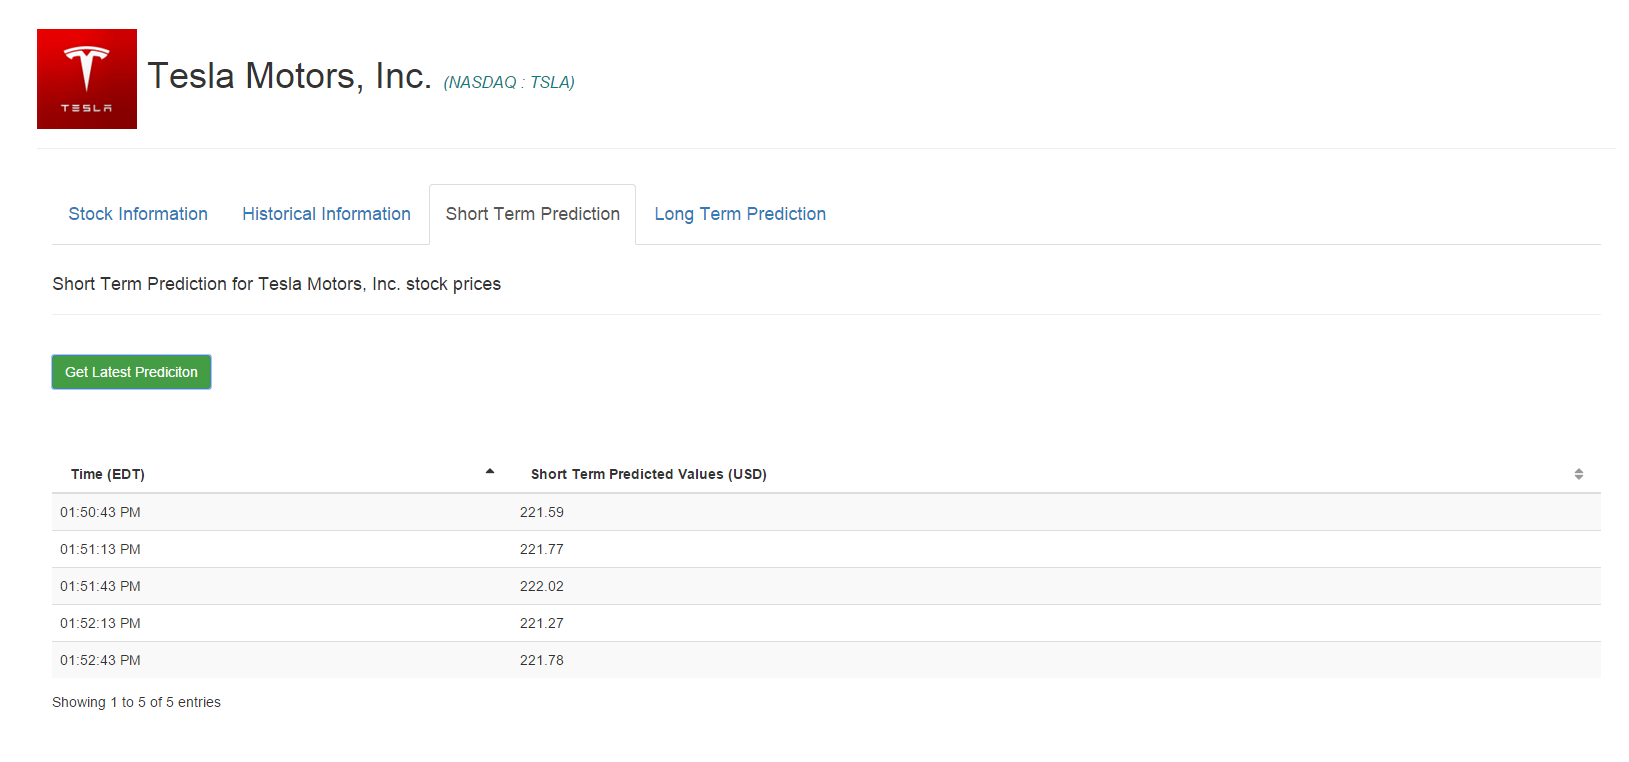 TESLA
Tesla Motors, Inc. (NASDAQ : TSLA)
Stock Information Historical Information Short Term Prediction Long Term Prediction
Short Term Prediction for Tesla Motors, Inc. stock prices
Get Latest Prediciton
Time (EDT) Short Term Predicted Values (USD)
01:50:43 PM 221.59
01:51:13 PM 221.77
01:51:43 PM 222.02
01:52:13 PM 221.27
01:52:43 PM 221.78
Showing 1 to 5 of 5 entries